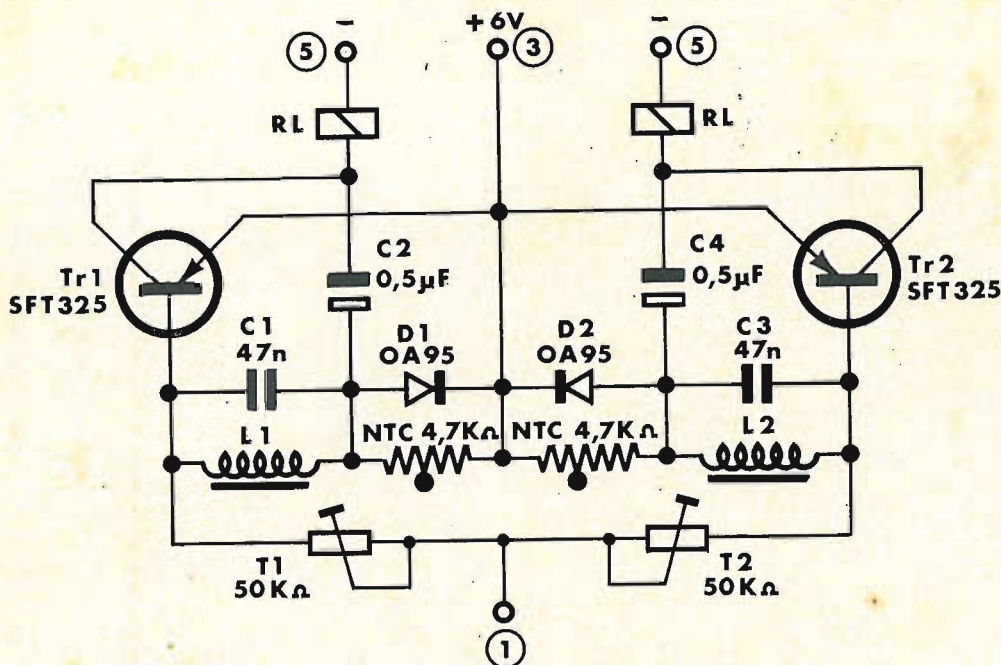 −
5
+6V
3
−
5
RL
RL
C2
0,5µF
C4
0,5µF
Tr1
SFT325
Tr2
SFT325
C1
47n
D1
OA95
D2
OA95
C3
47n
L1
NTC 4,7KΩ
NTC 4,7KΩ
L2
T1
50KΩ
T2
50KΩ
1